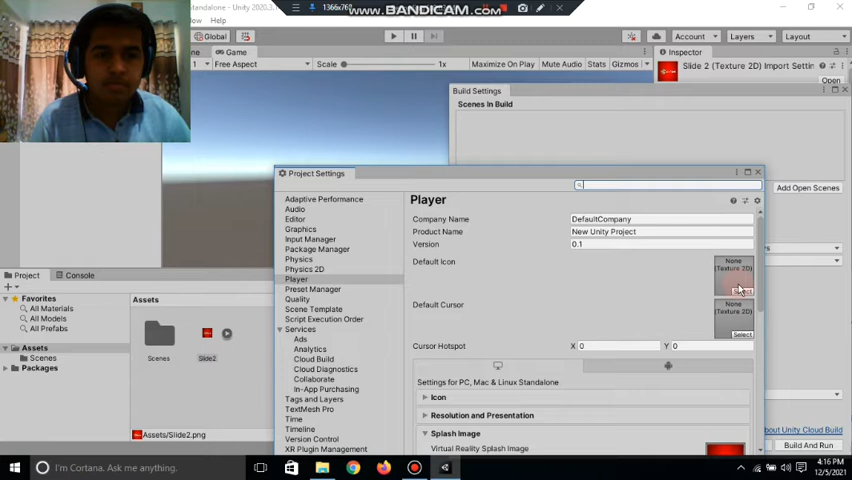 Standalone - Unity 2020.3.
1366x768
WWW.BANDICAM.COM
Help
Global
Account
Layers
Layout
Game
Inspector
Free Aspect
Scale
1x
Maximize On Play
Mute Audio
Stats
Gizmos
Slide 2 (Texture 2D) Import Setting
Open
Build Settings
Scenes In Build
Add Open Scenes
Project Settings
Adaptive Performance
Audio
Editor
Graphics
Input Manager
Package Manager
Physics
Physics 2D
Player
Preset Manager
Quality
Scene Template
Script Execution Order
Services
Ads
Analytics
Cloud Build
Cloud Diagnostics
Collaborate
In-App Purchasing
Tags and Layers
TextMesh Pro
Time
Timeline
Version Control
XR Plugin Management
Player
Company Name
DefaultCompany
Product Name
New Unity Project
Version
0.1
Default Icon
None
(Texture 2D)
Select
Default Cursor
None
(Texture 2D)
Select
Cursor Hotspot
X 0
Y 0
Settings for PC, Mac & Linux Standalone
Icon
Resolution and Presentation
Splash Image
Virtual Reality Splash Image
Project
Console
Favorites
All Materials
All Models
All Prefabs
Assets
Scenes
Packages
Assets
Scenes
Slide2
Assets/Slide2.png
about Unity Cloud Build
Build And Run
I'm Cortana. Ask me anything.
4:16 PM
12/5/2021